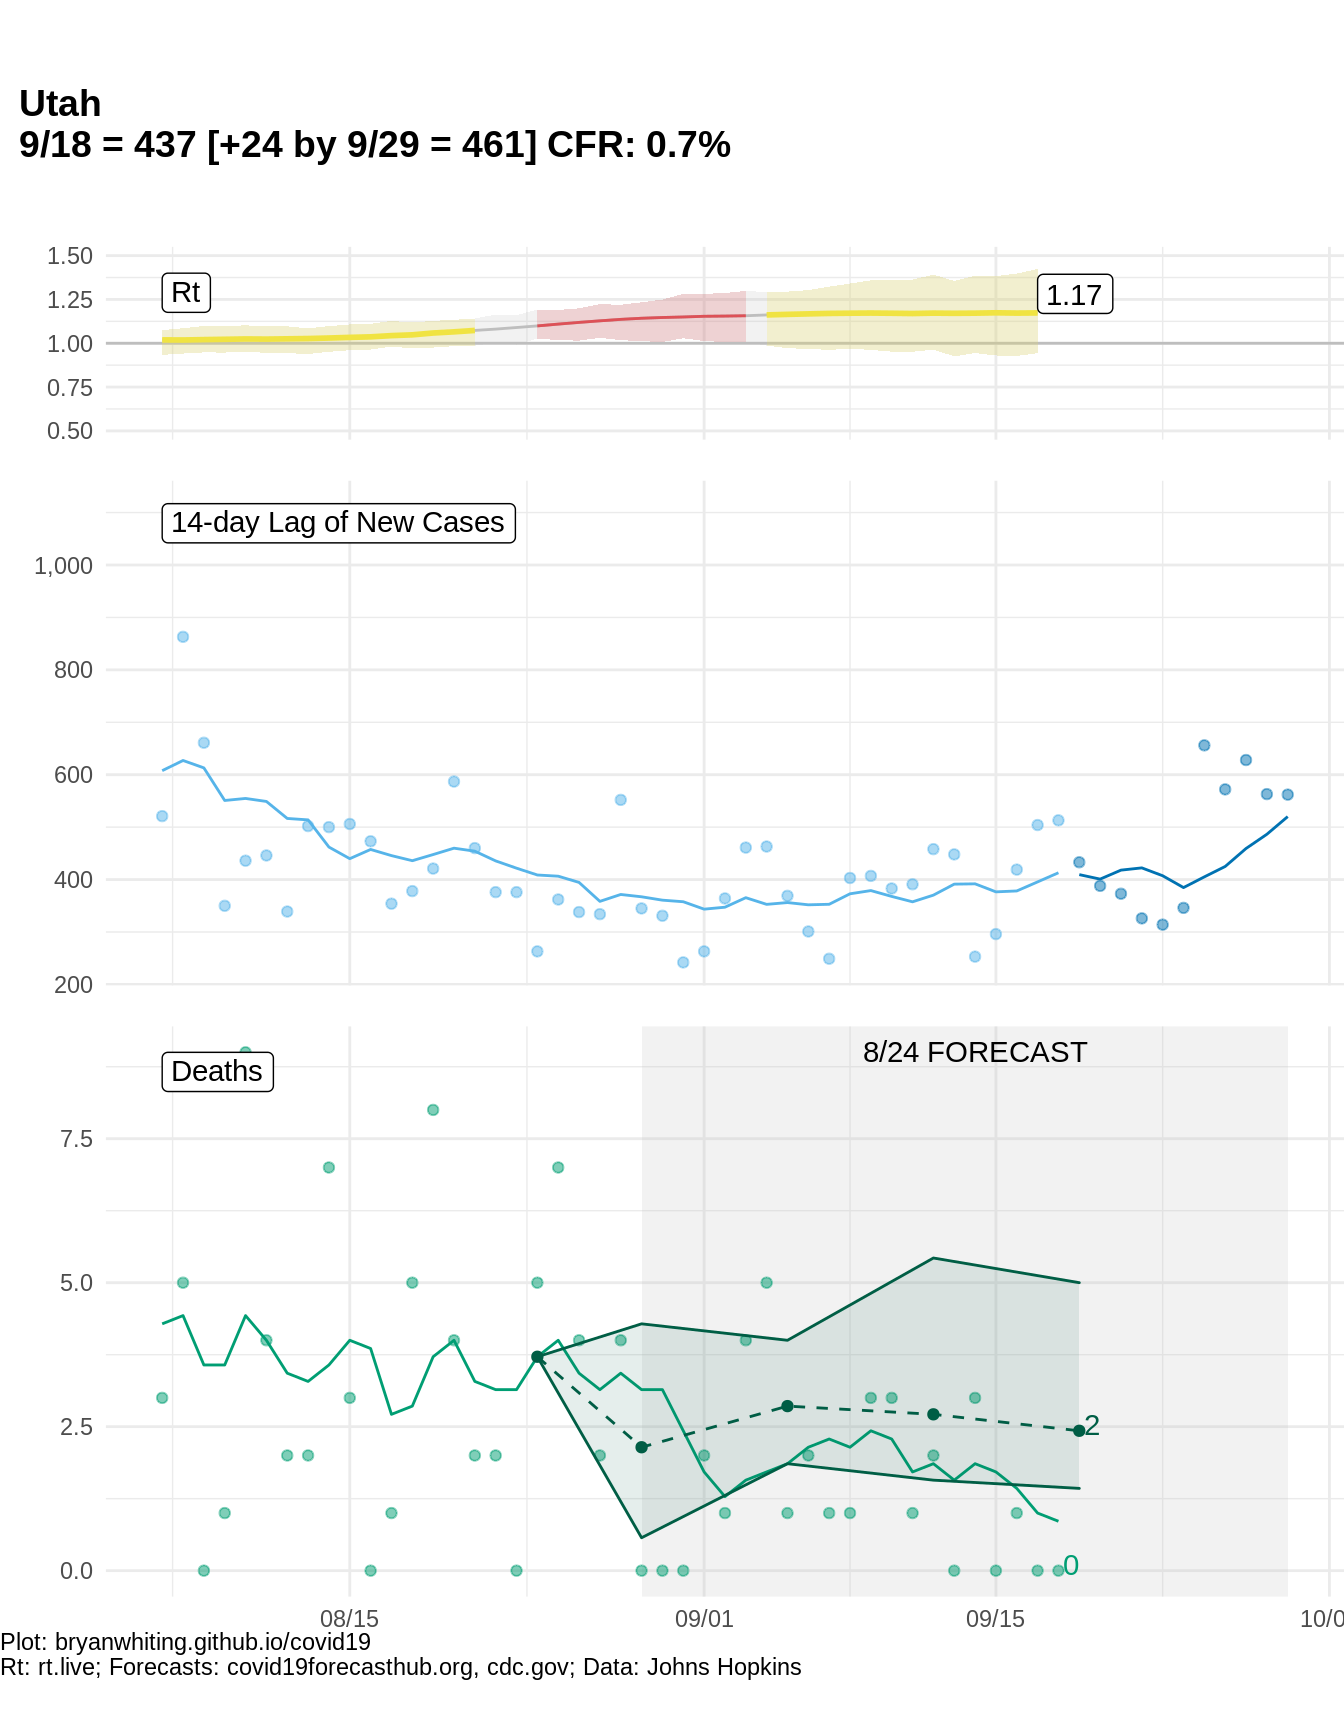 Utah
9/18 = 437 [+24 by 9/29 = 461] CFR: 0.7%
1.50
1.25
1.00
0.75
0.50
Rt
1.17
14-day Lag of New Cases
1,000
800
600
400
200
Deaths
8/24 FORECAST
7.5
5.0
2.5
0.0
2
0
08/15
09/01
09/15
10/0
Plot: bryanwhiting.github.io/covid19
Rt: rt.live; Forecasts: covid19forecasthub.org, cdc.gov; Data: Johns Hopkins